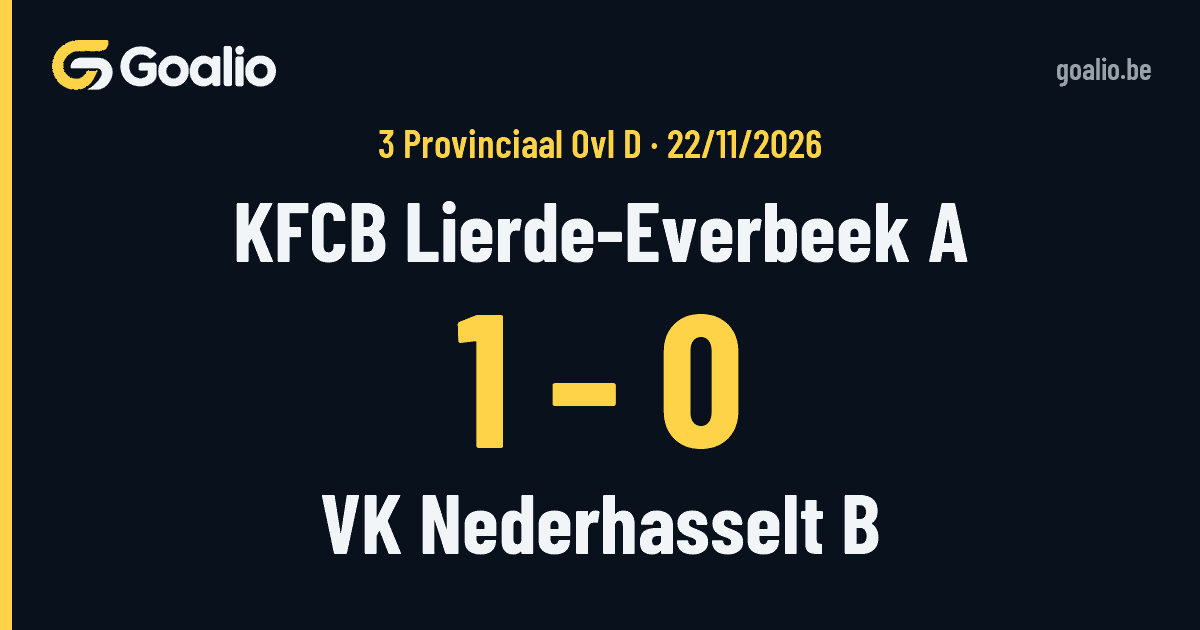 Goalio
goalio.be
3 Provinciaal Ovl D · 22/11/2026
KFCB Lierde-Everbeek A
1 – 0
VK Nederhasselt B